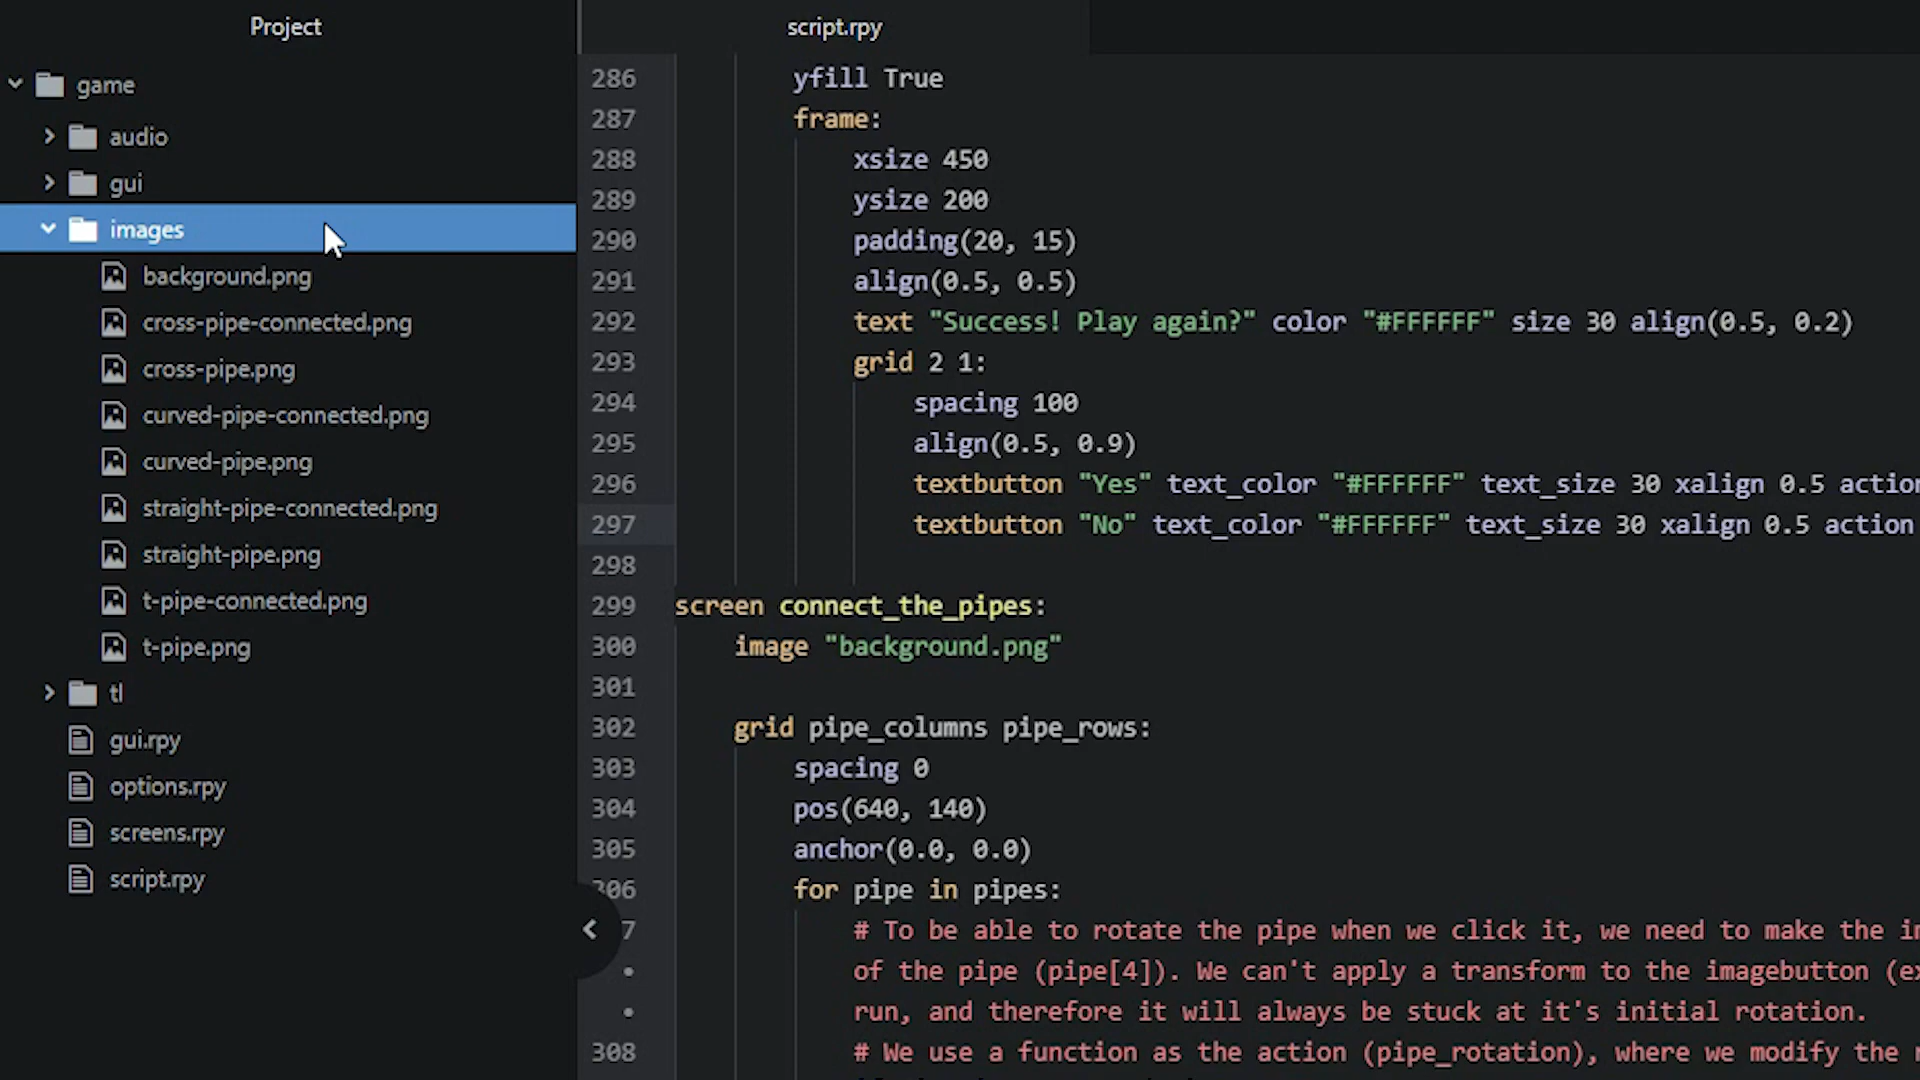 Project
game
audio
gui
images
background.png
cross-pipe-connected.png
cross-pipe.png
curved-pipe-connected.png
curved-pipe.png
straight-pipe-connected.png
straight-pipe.png
t-pipe-connected.png
t-pipe.png
tl
gui.rpy
options.rpy
screens.rpy
script.rpy
script.rpy
286 yfill True
287 frame:
288 xsize 450
289 ysize 200
290 padding(20, 15)
291 align(0.5, 0.5)
292 text "Success! Play again?" color "#FFFFFF" size 30 align(0.5, 0.2)
293 grid 2 1:
294 spacing 100
295 align(0.5, 0.9)
296 textbutton "Yes" text_color "#FFFFFF" text_size 30 xalign 0.5 action
297 textbutton "No" text_color "#FFFFFF" text_size 30 xalign 0.5 action
298
299 screen connect_the_pipes:
300 image "background.png"
301
302 grid pipe_columns pipe_rows:
303 spacing 0
304 pos(640, 140)
305 anchor(0.0, 0.0)
306 for pipe in pipes:
7 # To be able to rotate the pipe when we click it, we need to make the
• of the pipe (pipe[4]). We can't apply a transform to the imagebutton
• run, and therefore it will always be stuck at it's initial rotation.
308 # We use a function as the action (pipe_rotation), where we modify the